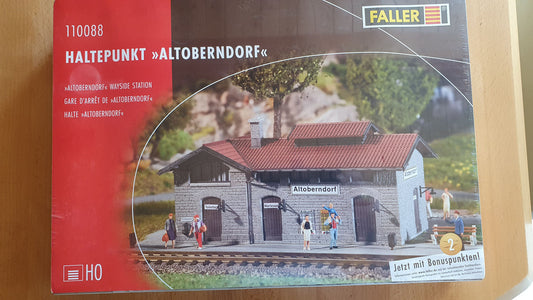 110088
FALLER
HALTEPUNKT »ALTOBERNDORF«
»ALTOBERNDORF« WAYSIDE STATION
GARE D'ARRÊT DE »ALTOBERNDORF«
HALTE »ALTOBERNDORF«
Altoberndorf
2
Jetzt mit Bonuspunkten!
H0